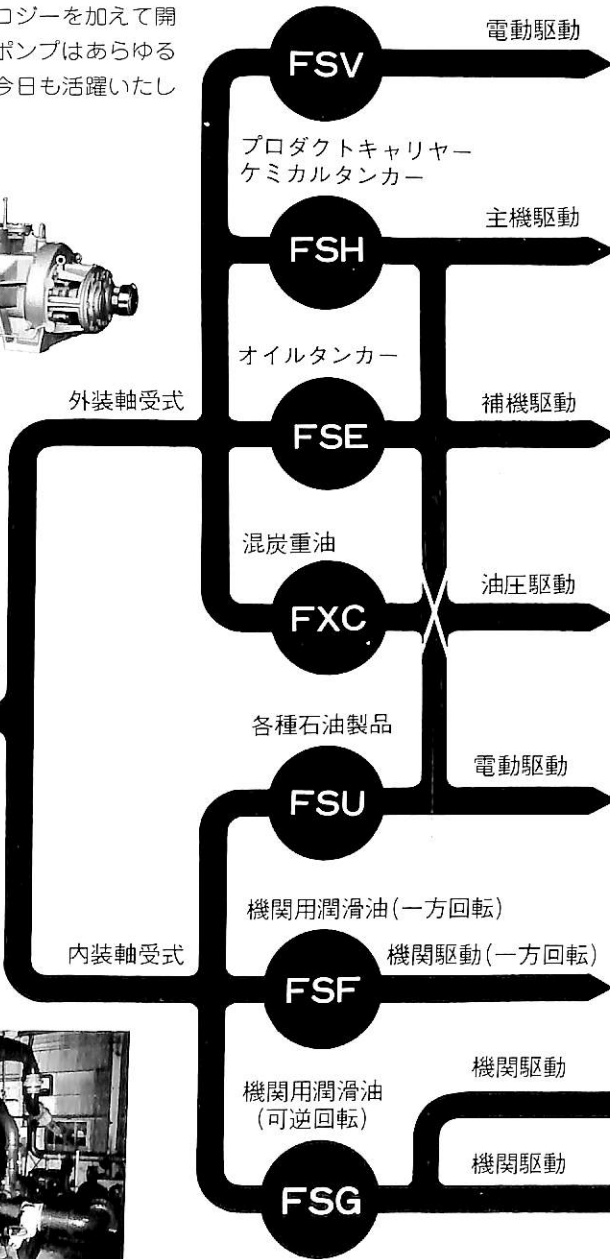 ロジーを加えて開
ポンプはあらゆる
今日も活躍いたし
FSV
電動駆動
プロダクトキャリヤー
ケミカルタンカー
FSH
主機駆動
オイルタンカー
外装軸受式
FSE
補機駆動
混炭重油
FXC
油圧駆動
各種石油製品
FSU
電動駆動
機関用潤滑油(一方回転)
内装軸受式
FSF
機関駆動(一方回転)
機関用潤滑油
(可逆回転)
FSG
機関駆動
機関駆動